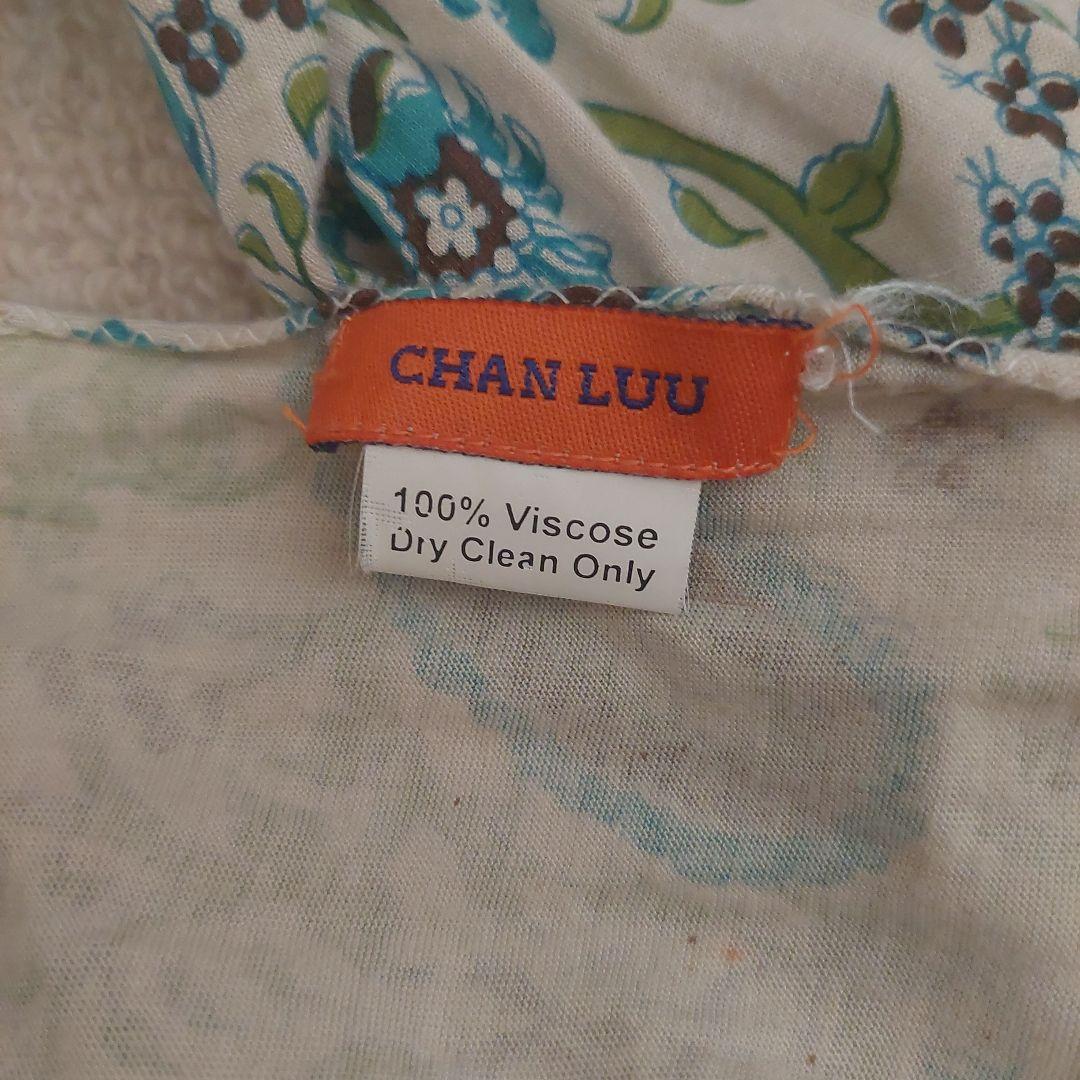 CHAN LUU
100% Viscose
Dry Clean Only